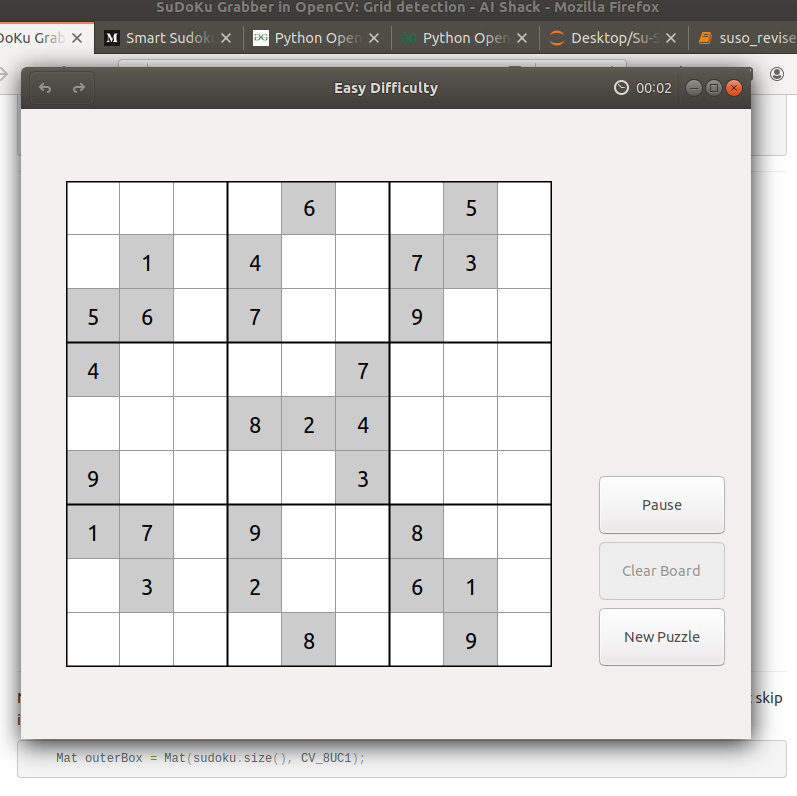 SuDoKu Grabber in OpenCV: Grid detection - AI Shack - Mozilla Firefox
DoKu Grab Smart Sudok Python Open Python Open Desktop/Su-S suso_revise
Easy Difficulty 00:02
6 5
1 4 7 3
5 6 7 9
4 7
8 2 4
9 3
Pause
1 7 9 8
Clear Board
3 2 6 1
New Puzzle
8 9
skip
Mat outerBox = Mat(sudoku.size(), CV_8UC1);